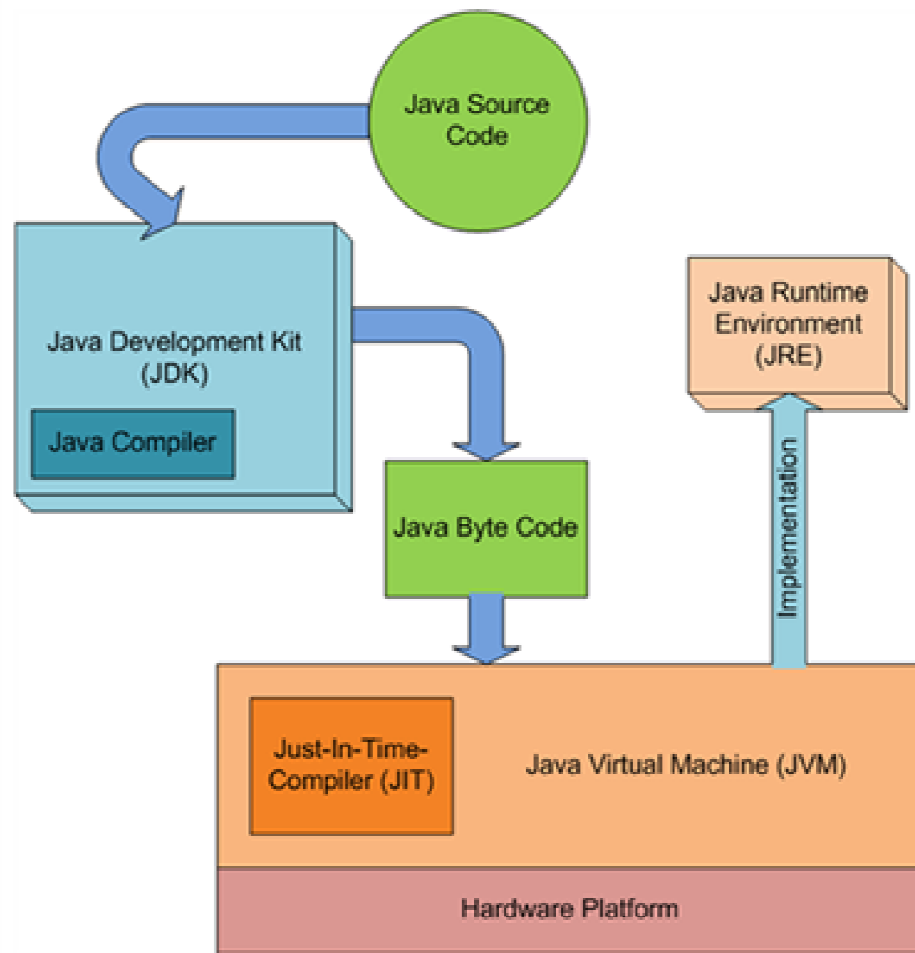 Java Source
Code
Java Development Kit
(JDK)
Java Compiler
Java Runtime
Environment
(JRE)
Java Byte Code
Implementation
Just-In-Time-
Compiler (JIT)
Java Virtual Machine (JVM)
Hardware Platform